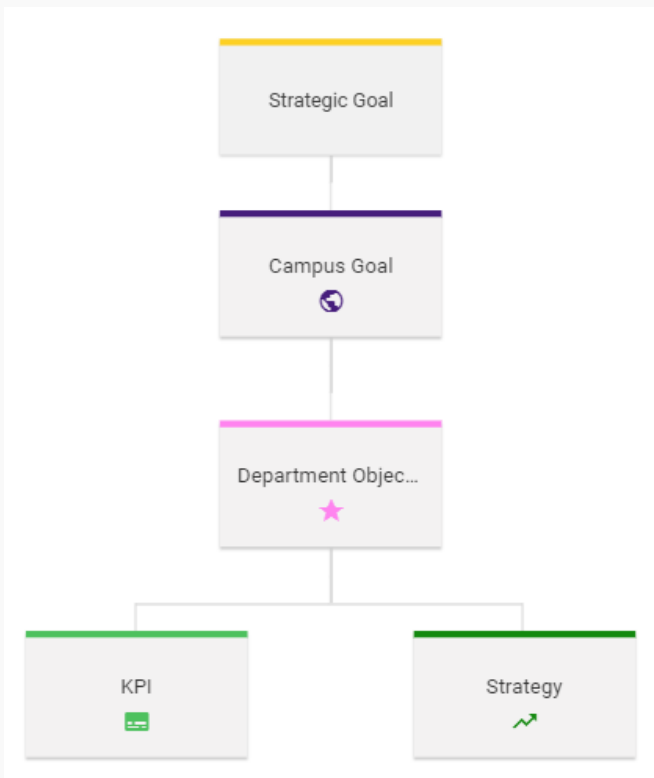 Strategic Goal
Campus Goal
Department Objec...
KPI
Strategy